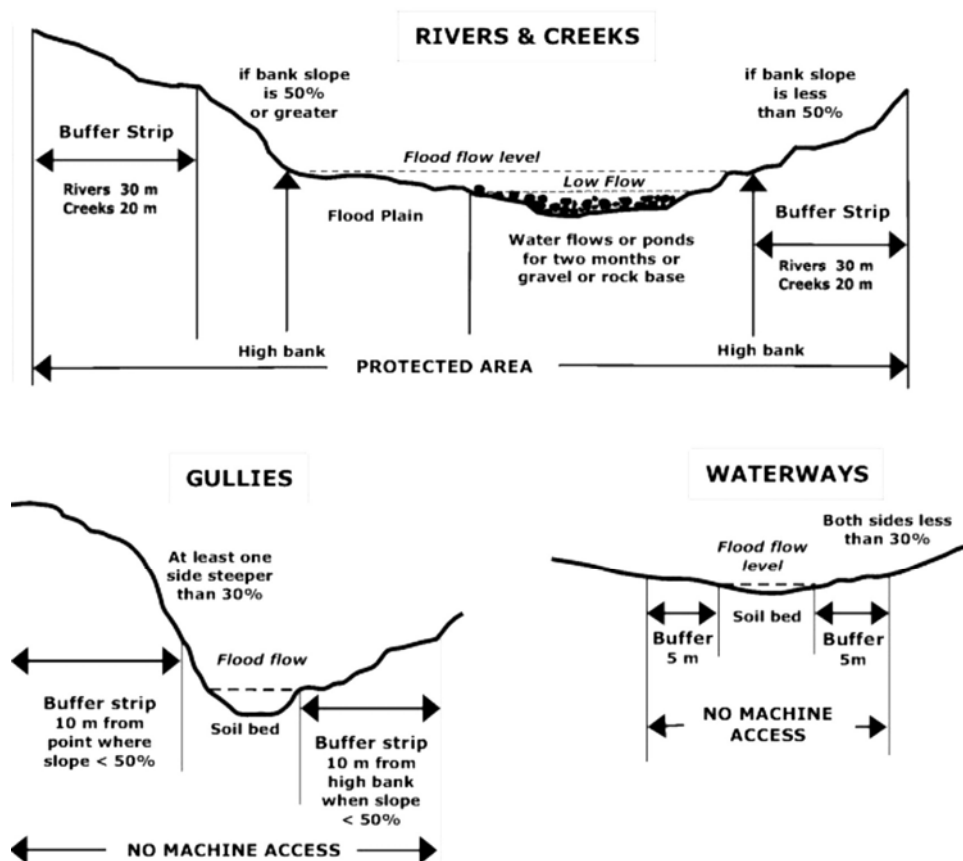 RIVERS & CREEKS
if bank slope
is 50%
or greater
if bank slope
is less
than 50%
Buffer Strip
Flood flow level
Low Flow
Rivers 30 m
Creeks 20 m
Flood Plain
Buffer Strip
Water flows or ponds
for two months or
gravel or rock base
Rivers 30 m
Creeks 20 m
High bank
High bank
PROTECTED AREA
GULLIES
At least one
side steeper
than 30%
Flood flow
Buffer strip
10 m from
point where
slope < 50%
Soil bed
Buffer strip
10 m from
high bank
when slope
< 50%
NO MACHINE ACCESS
WATERWAYS
Both sides less
than 30%
Flood flow
level
Soil bed
Buffer
5 m
Buffer
5m
NO MACHINE
ACCESS